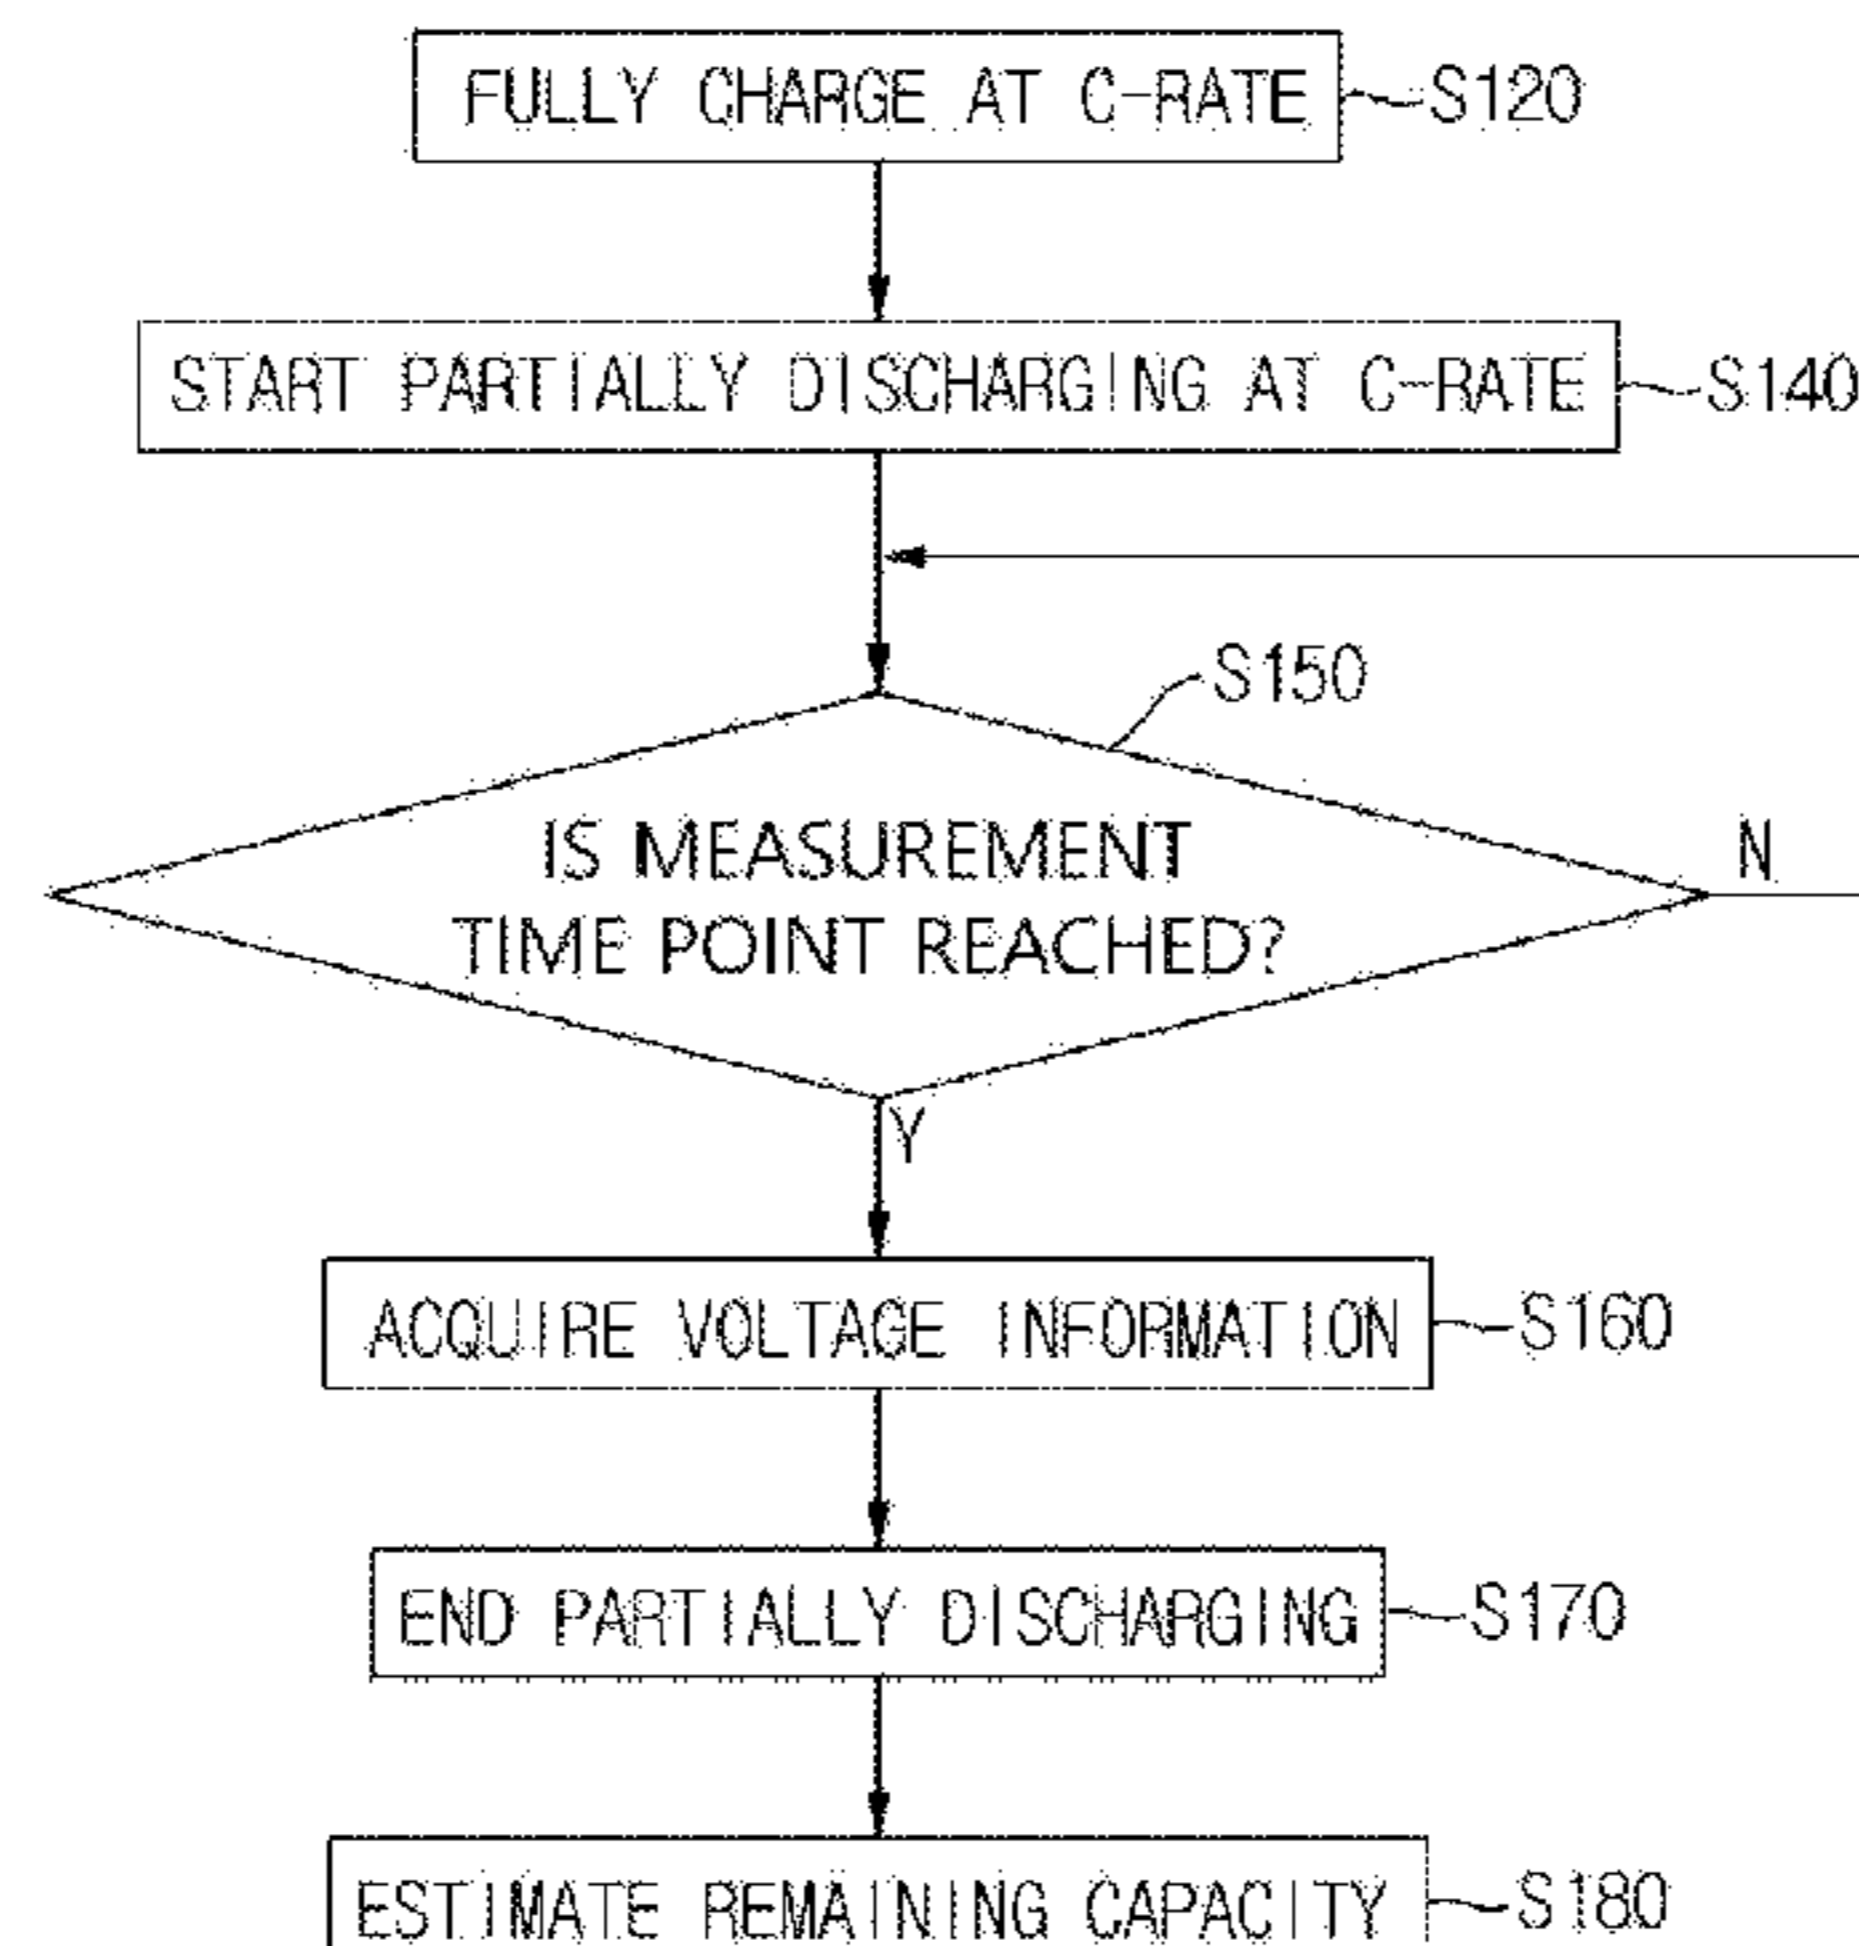 FULLY CHARGE AT C-RATE S120
START PARTIALLY DISCHARGING AT C-RATE S140
S150
IS MEASUREMENT
TIME POINT REACHED?
N
Y
ACQUIRE VOLTAGE INFORMATION S160
END PARTIALLY DISCHARGING S170
ESTIMATE REMAINING CAPACITY S180